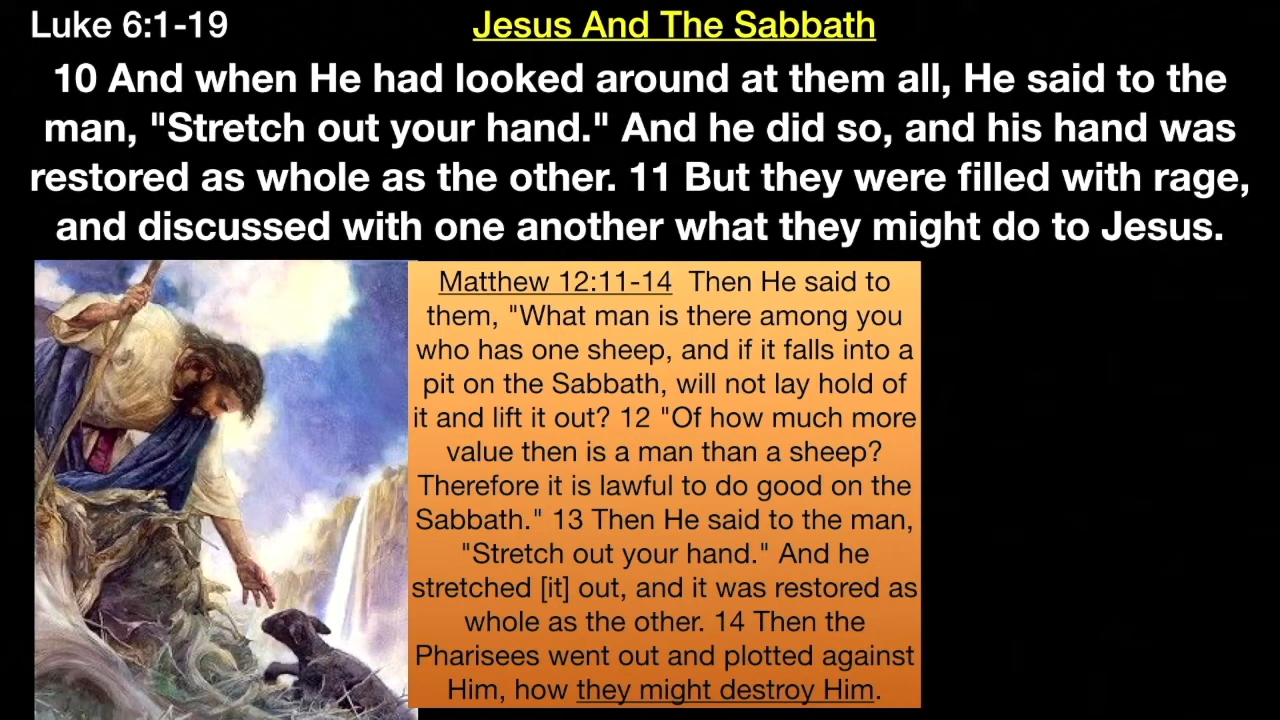 Luke 6:1-19
Jesus And The Sabbath
10 And when He had looked around at them all, He said to the
man, "Stretch out your hand." And he did so, and his hand was
restored as whole as the other. 11 But they were filled with rage,
and discussed with one another what they might do to Jesus.
Matthew 12:11-14 Then He said to
them, "What man is there among you
who has one sheep, and if it falls into a
pit on the Sabbath, will not lay hold of
it and lift it out? 12 "Of how much more
value then is a man than a sheep?
Therefore it is lawful to do good on the
Sabbath." 13 Then He said to the man,
"Stretch out your hand." And he
stretched [it] out, and it was restored as
whole as the other. 14 Then the
Pharisees went out and plotted against
Him, how they might destroy Him.